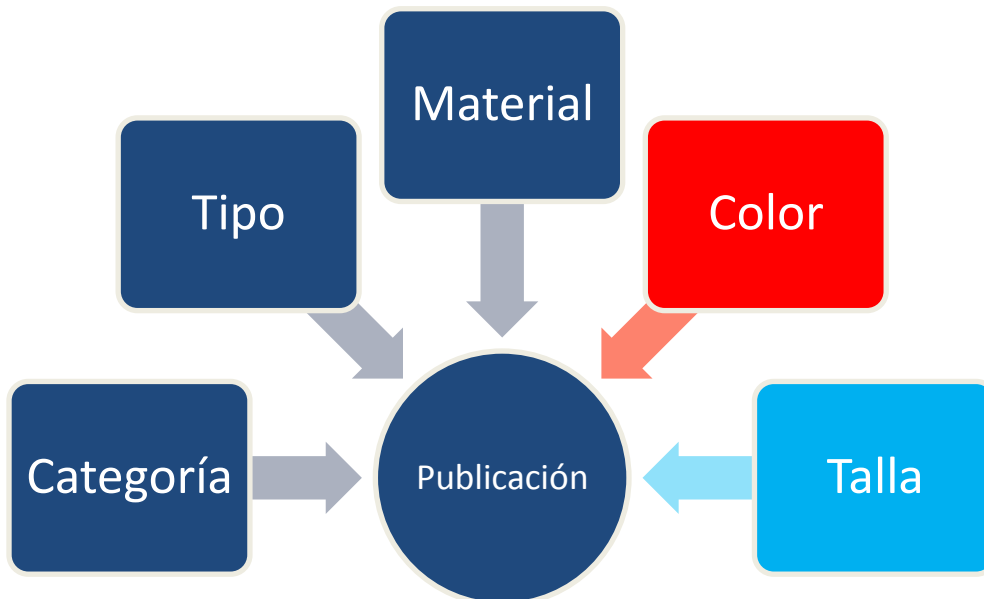 Material
Tipo
Color
Categoría
Publicación
Talla